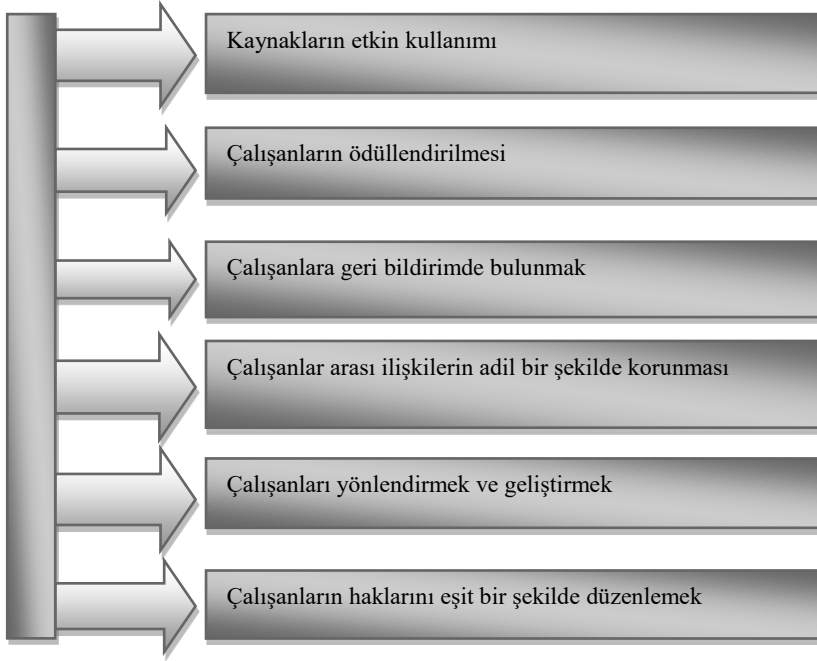 Kaynakların etkin kullanımı
Çalışanların ödüllendirilmesi
Çalışanlara geri bildirimde bulunmak
Çalışanlar arası ilişkilerin adil bir şekilde korunması
Çalışanları yönlendirmek ve geliştirmek
Çalışanların haklarını eşit bir şekilde düzenlemek